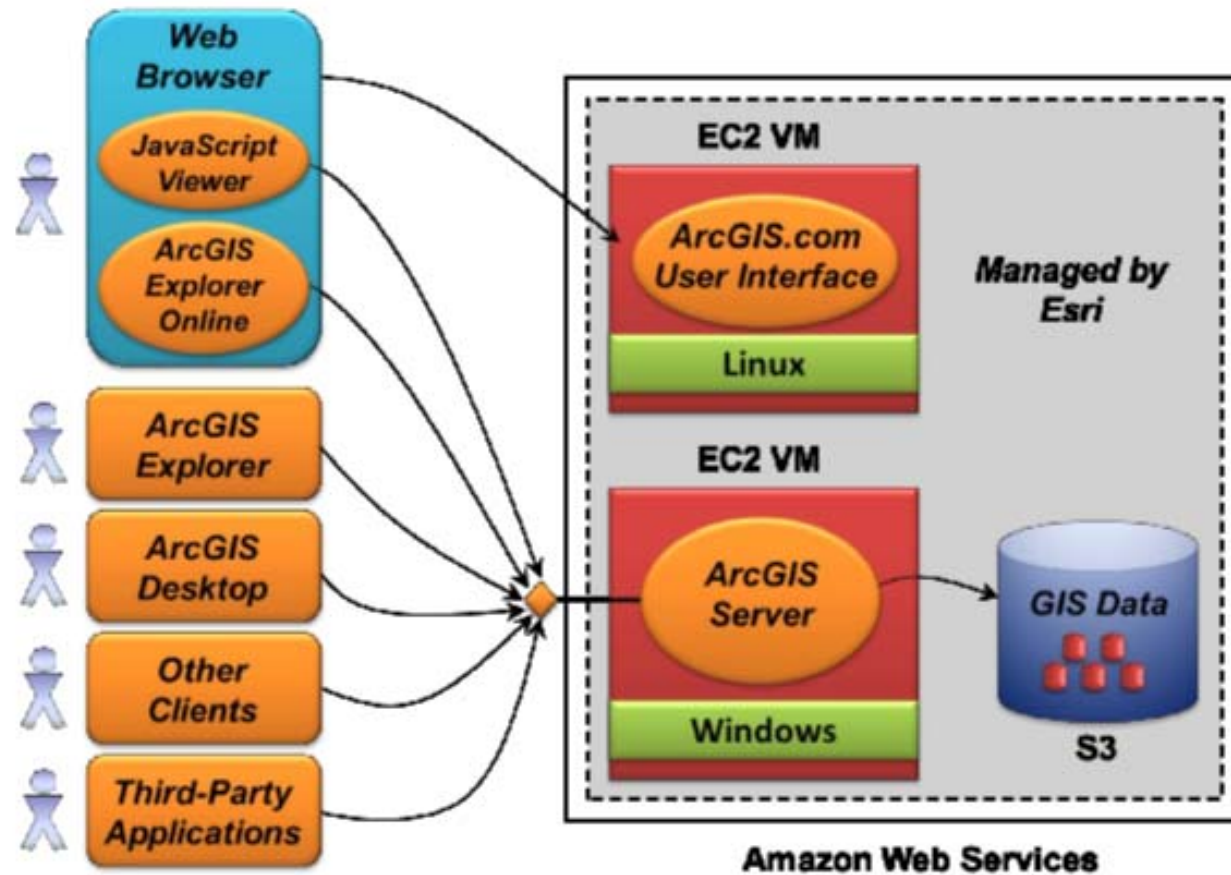 Web
Browser
JavaScript
Viewer
ArcGIS
Explorer
Online
ArcGIS
Explorer
ArcGIS
Desktop
Other
Clients
Third-Party
Applications
EC2 VM
ArcGIS.com
User Interface
Linux
Managed by
Esri
EC2 VM
ArcGIS
Server
Windows
GIS Data
S3
Amazon Web Services